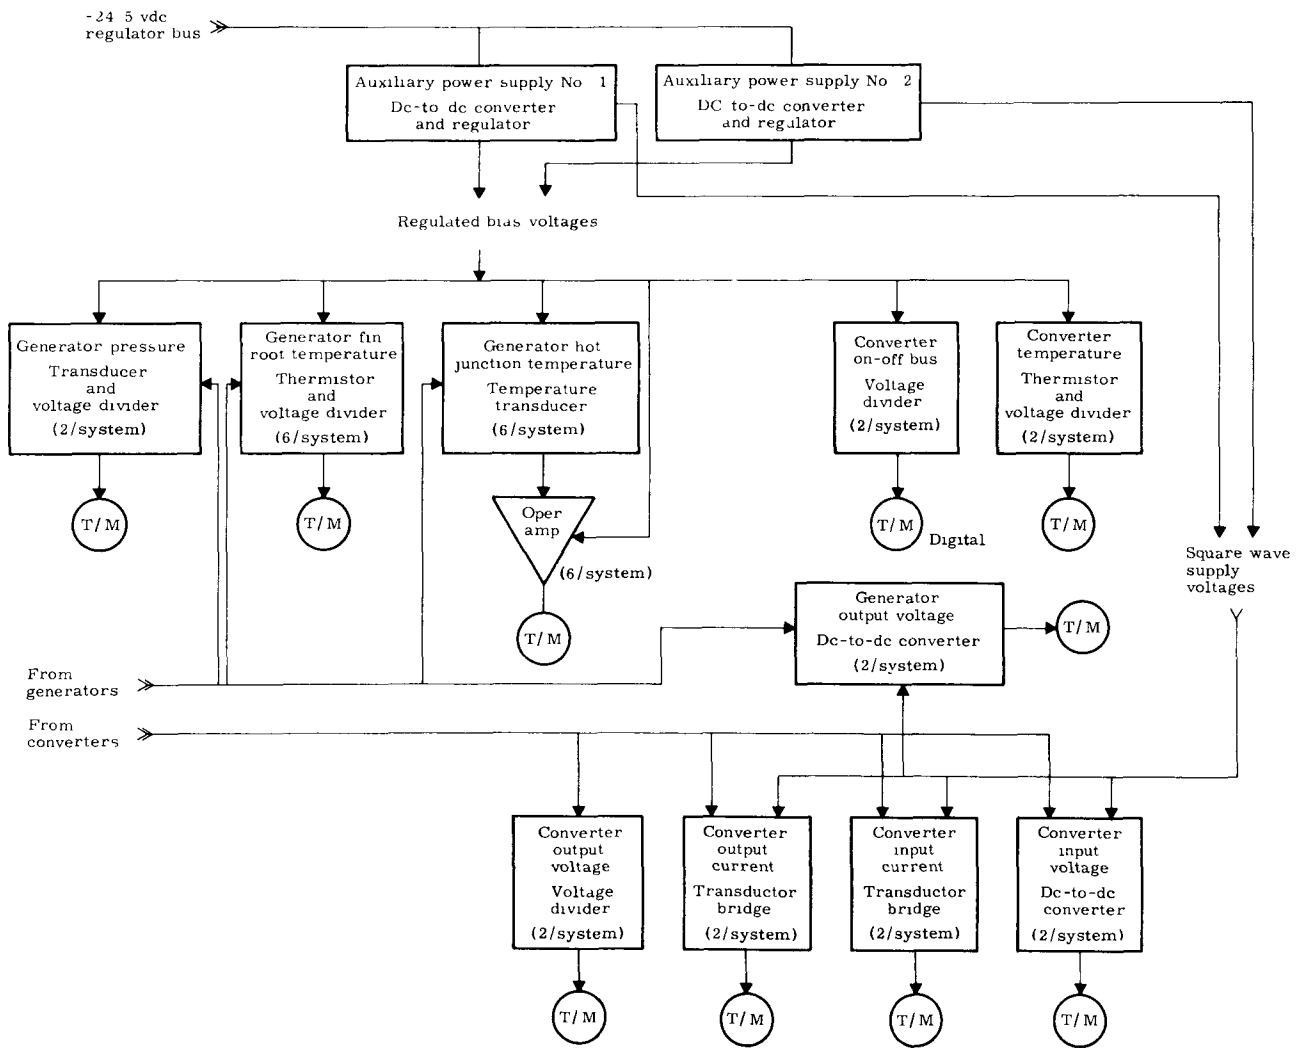 -24 5 vdc
regulator bus
Auxiliary power supply No 1
Dc-to dc converter
and regulator
Auxiliary power supply No 2
DC to-dc converter
and regulator
Regulated bias voltages
Generator pressure
Transducer
and
voltage divider
(2/system)
Generator fin
root temperature
Thermistor
and
voltage divider
(6/system)
Generator hot
junction temperature
Temperature
transducer
(6/system)
Converter
on-off bus
Voltage
divider
(2/system)
Converter
temperature
Thermistor
and
voltage divider
(2/system)
T/M
T/M
Oper
amp
(6/system)
T/M
T/M
Digital
T/M
Square wave
supply
voltages
Generator
output voltage
Dc-to-dc converter
(2/system)
T/M
From
generators
From
converters
Converter
output
voltage
Voltage
divider
(2/system)
Converter
output
current
Transductor
bridge
(2/system)
Converter
input
current
Transductor
bridge
(2/system)
Converter
input
voltage
Dc-to-dc
converter
(2/system)
T/M
T/M
T/M
T/M